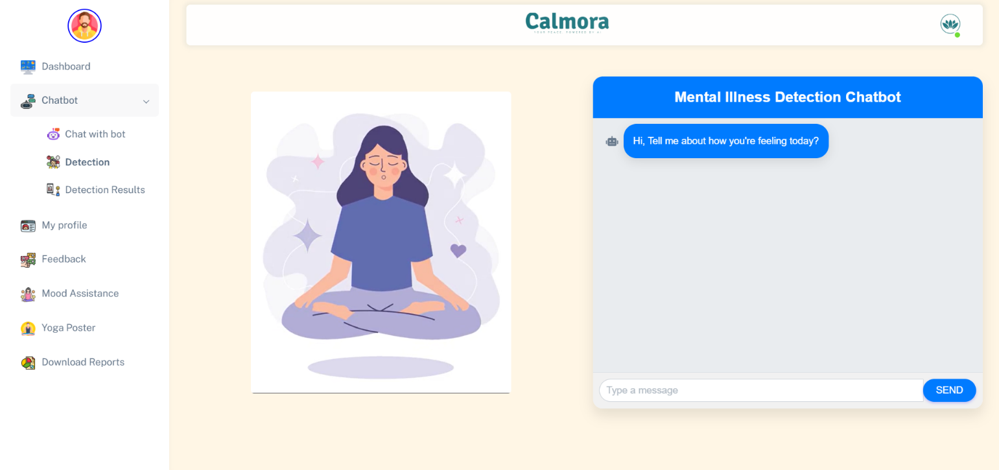 Calmora
YOUR PEACE, POWERED BY AI
Dashboard
Chatbot
Chat with bot
Detection
Detection Results
My profile
Feedback
Mood Assistance
Yoga Poster
Download Reports
Mental Illness Detection Chatbot
Hi, Tell me about how you're feeling today?
Type a message
SEND